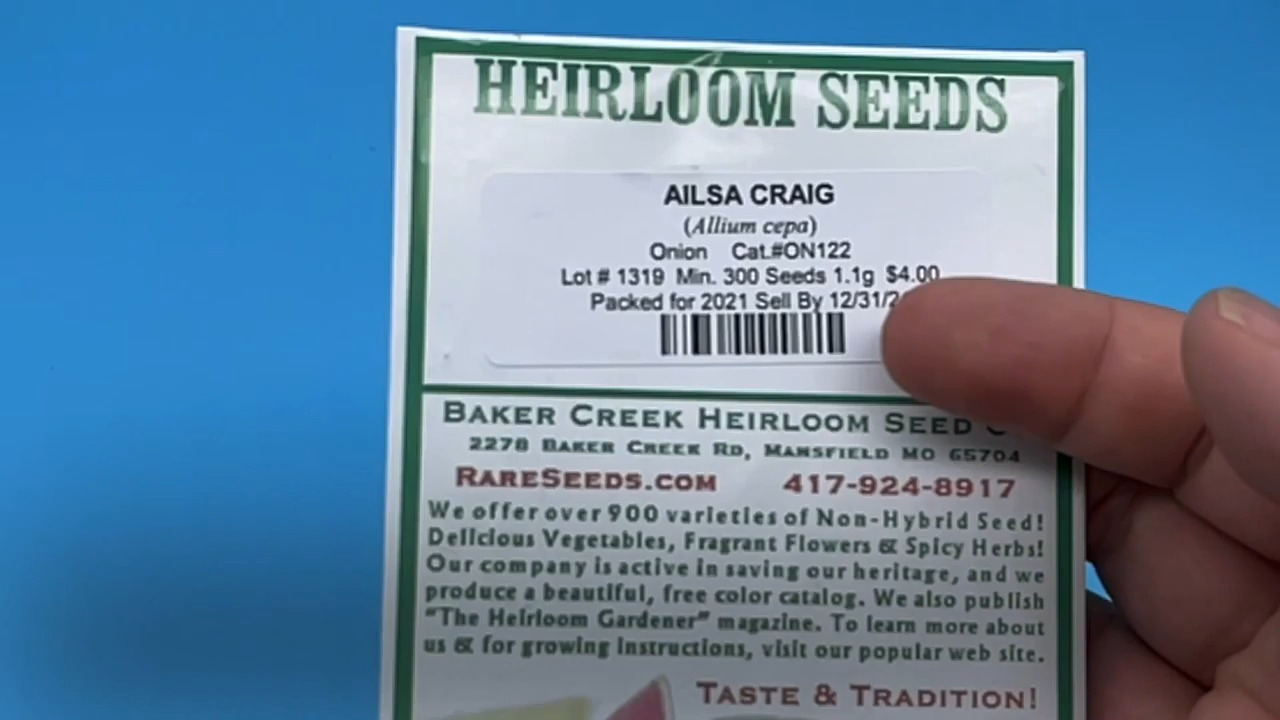 HEIRLOOM SEEDS
AILSA CRAIG
(Allium cepa)
Onion Cat.#ON122
Lot # 1319 Min. 300 Seeds 1.1g $4.00
Packed for 2021 Sell By 12/31/2
BAKER CREEK HEIRLOOM SEED
2278 BAKER CREEK RD, MANSFIELD MO 65704
RARESEEDS.COM 417-924-8917
We offer over 900 varieties of Non-Hybrid Seed!
Delicious Vegetables, Fragrant Flowers & Spicy Herbs!
Our company is active in saving our heritage, and we
produce a beautiful, free color catalog. We also publish
"The Heirloom Gardener" magazine. To learn more about
us & for growing instructions, visit our popular web site.
TASTE & TRADITION!